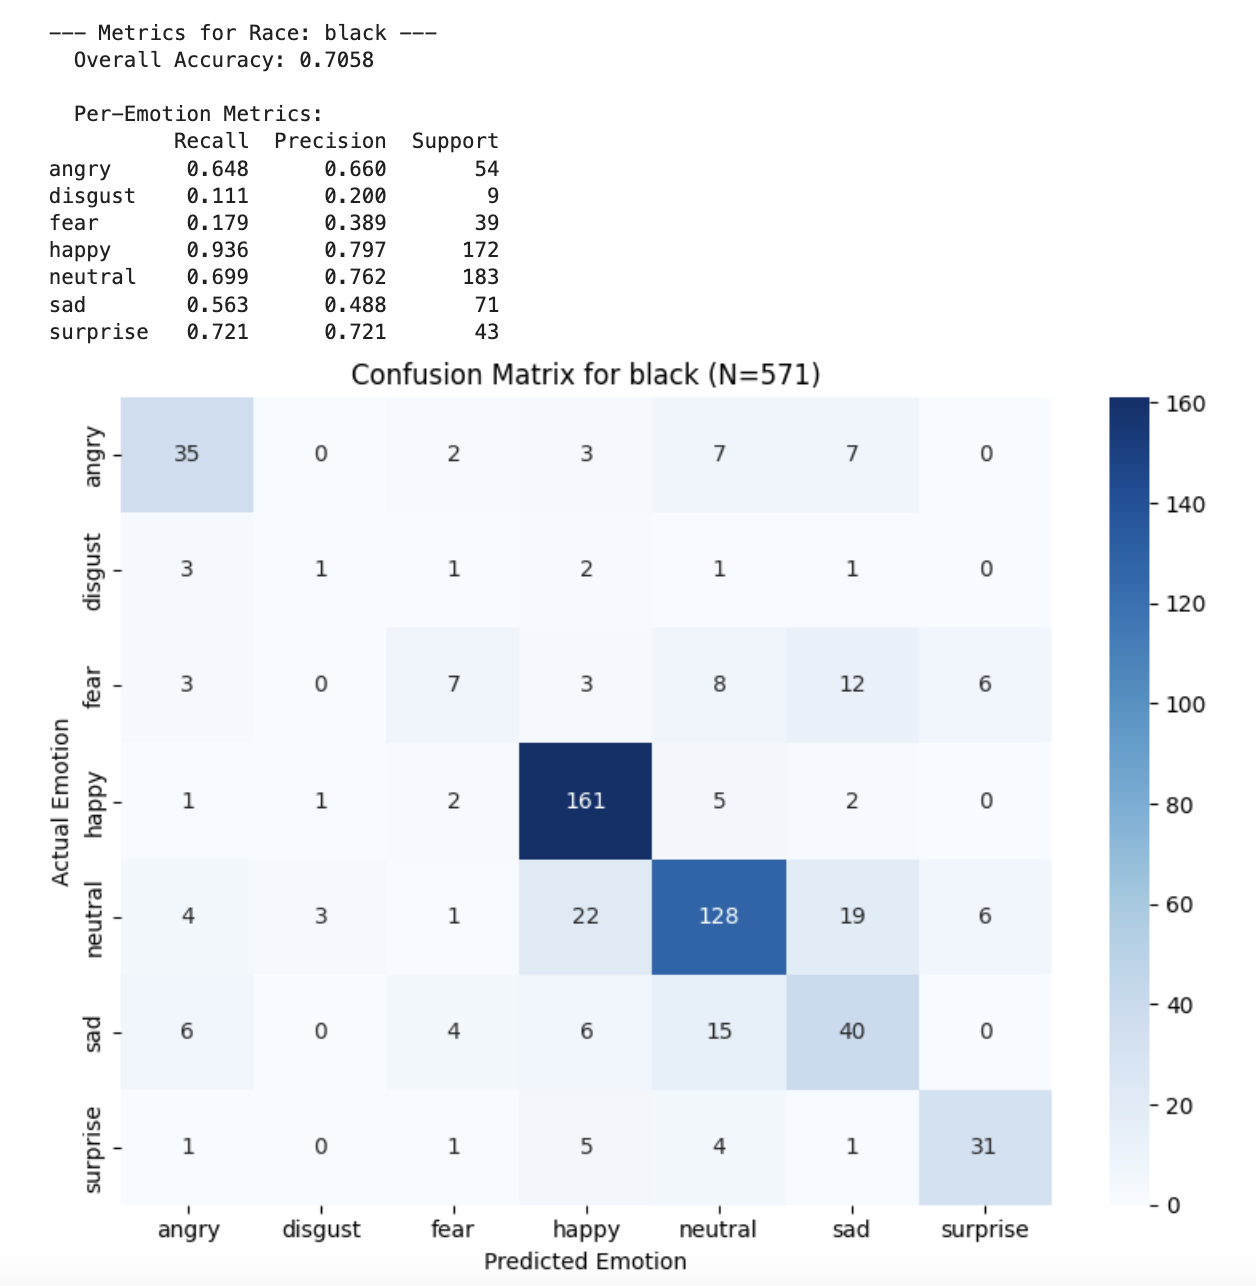 --- Metrics for Race: black ---
Overall Accuracy: 0.7058
Per-Emotion Metrics:
Recall Precision Support
angry 0.648 0.660 54
disgust 0.111 0.200 9
fear 0.179 0.389 39
happy 0.936 0.797 172
neutral 0.699 0.762 183
sad 0.563 0.488 71
surprise 0.721 0.721 43
Confusion Matrix for black (N=571)
angry 35 0 2 3 7 7 0
disgust 3 1 1 2 1 1 0
fear 3 0 7 3 8 12 6
happy 1 1 2 161 5 2 0
neutral 4 3 1 22 128 19 6
sad 6 0 4 6 15 40 0
surprise 1 0 1 5 4 1 31
angry disgust fear happy neutral sad surprise
Predicted Emotion
Actual Emotion
160
140
120
100
80
60
40
20
0